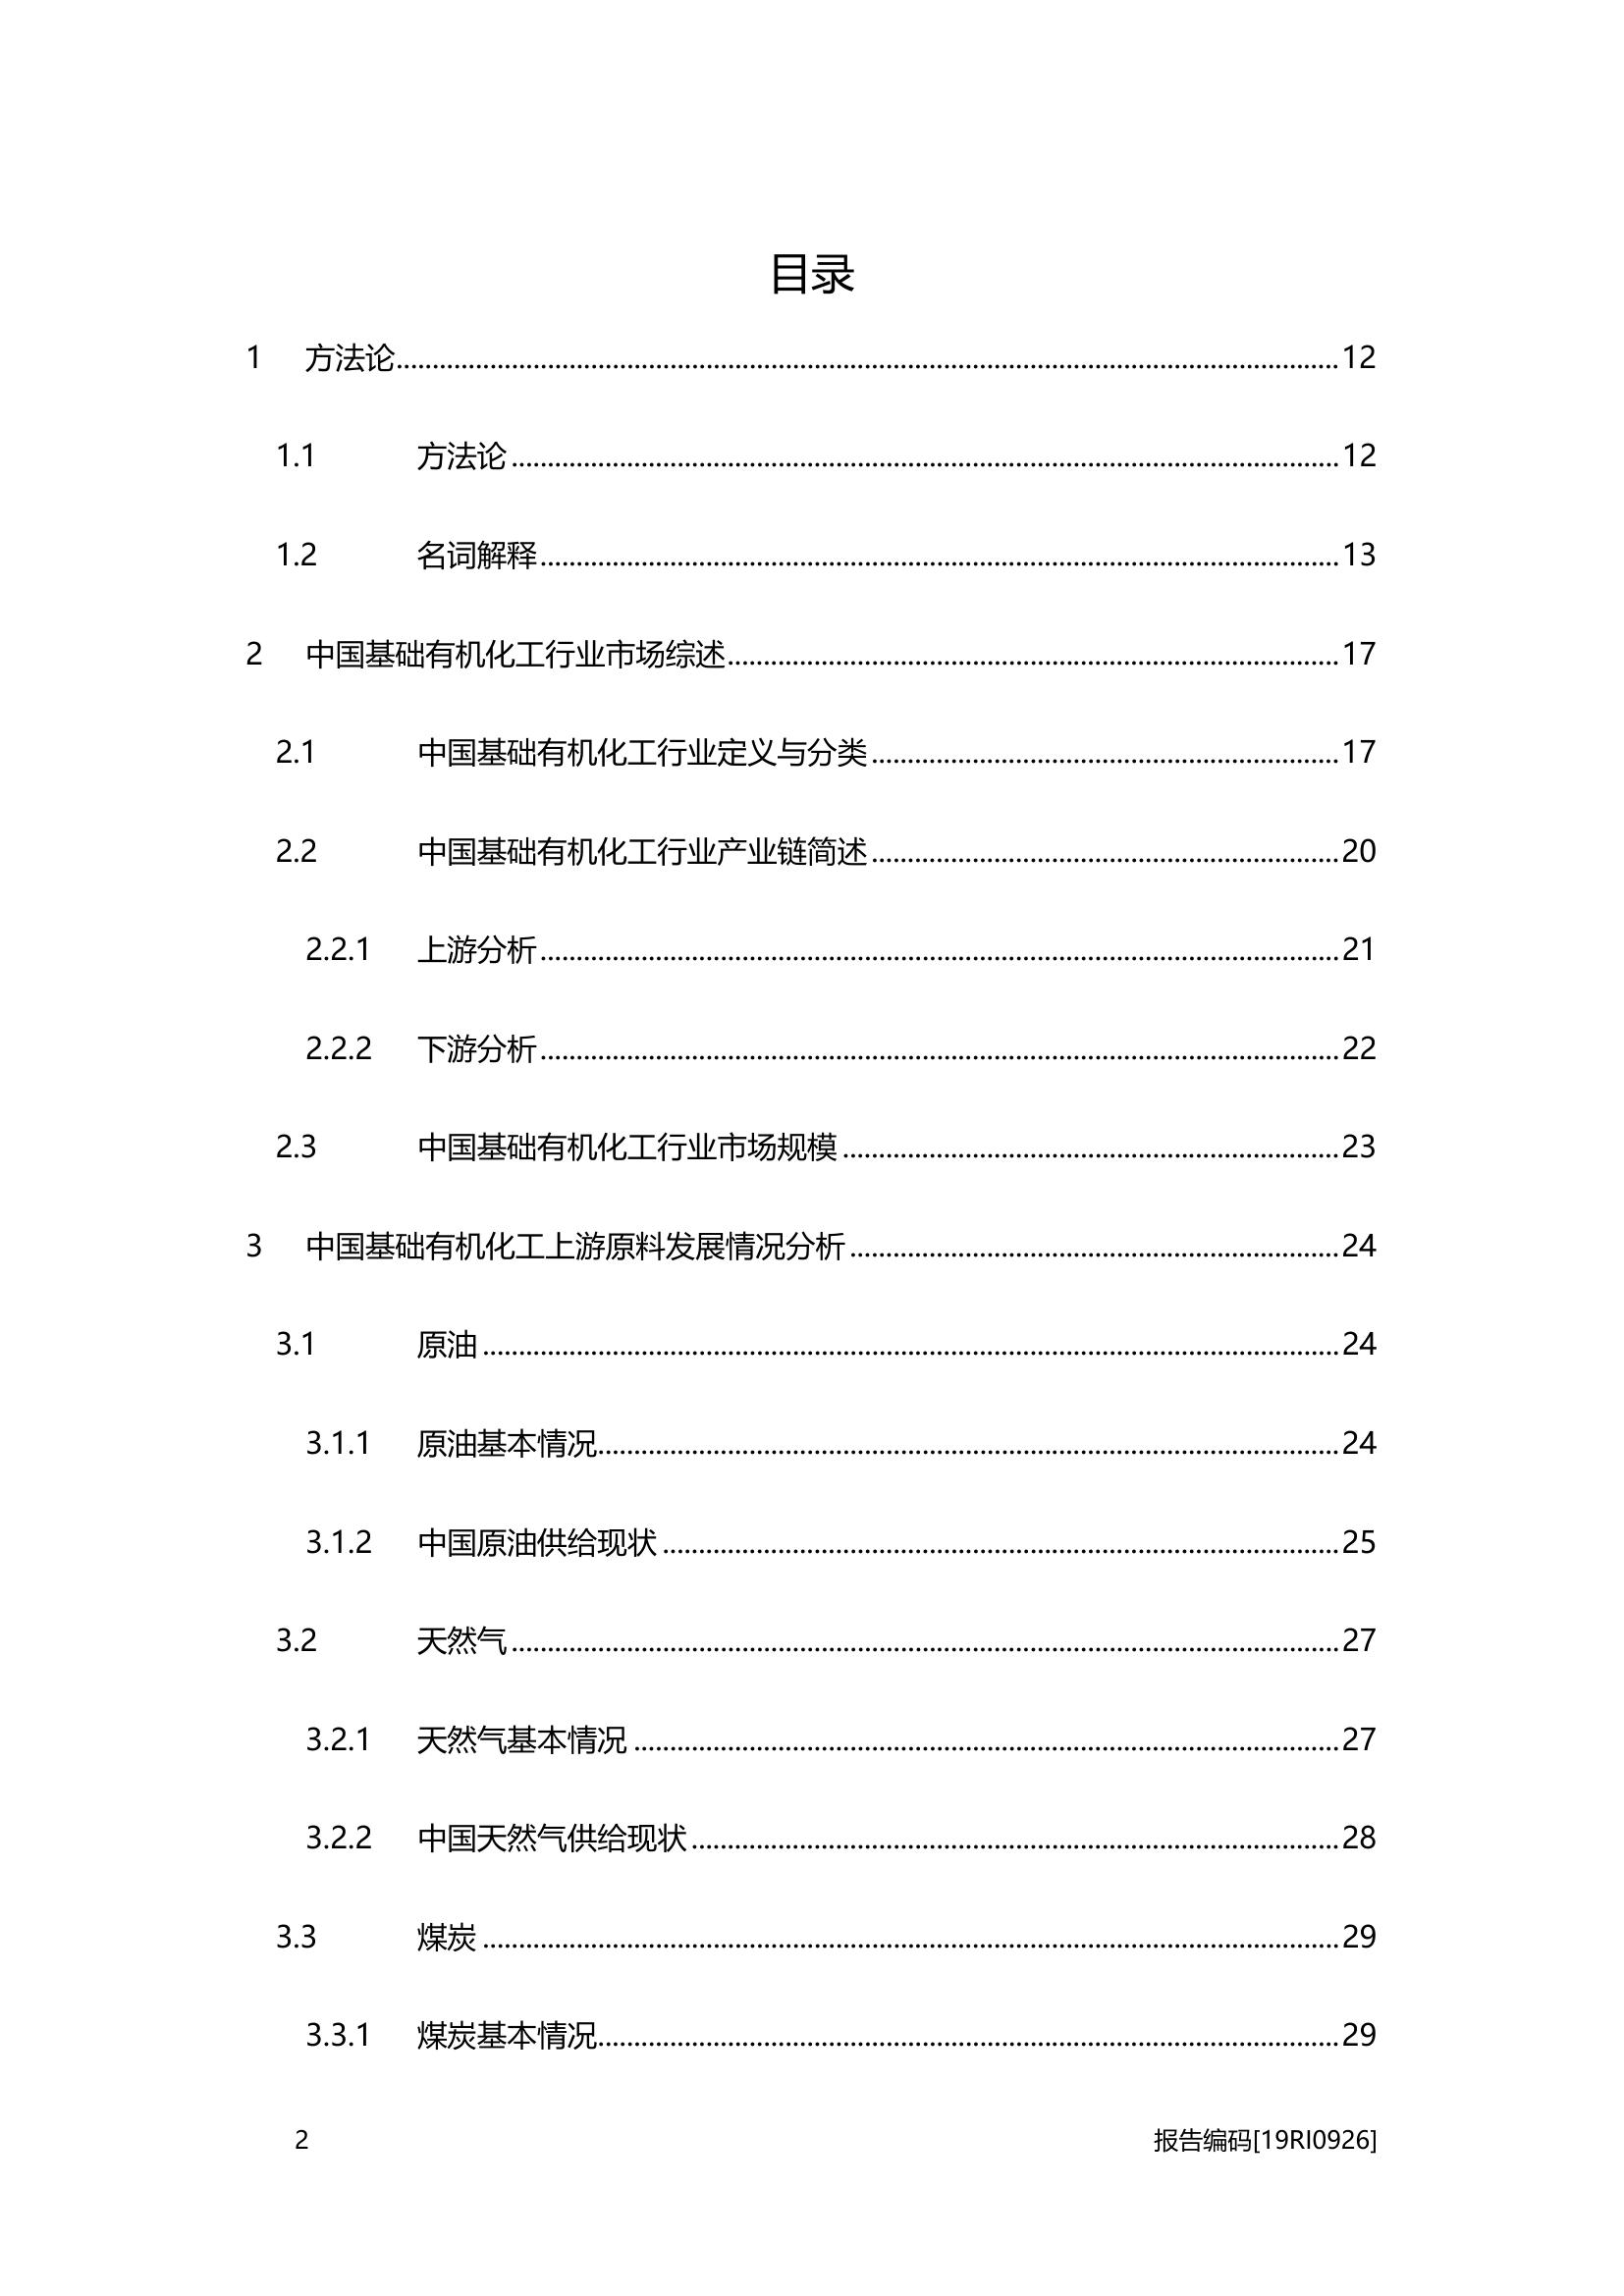 目录
1 方法论........................................12
1.1 方法论........................................12
1.2 名词解释........................................13
2 中国基础有机化工行业市场综述........................................17
2.1 中国基础有机化工行业定义与分类........................................17
2.2 中国基础有机化工行业产业链简述........................................20
2.2.1 上游分析........................................21
2.2.2 下游分析........................................22
2.3 中国基础有机化工行业市场规模........................................23
3 中国基础有机化工上游原料发展情况分析........................................24
3.1 原油........................................24
3.1.1 原油基本情况........................................24
3.1.2 中国原油供给现状........................................25
3.2 天然气........................................27
3.2.1 天然气基本情况........................................27
3.2.2 中国天然气供给现状........................................28
3.3 煤炭........................................29
3.3.1 煤炭基本情况........................................29
2 报告编码[19RI0926]